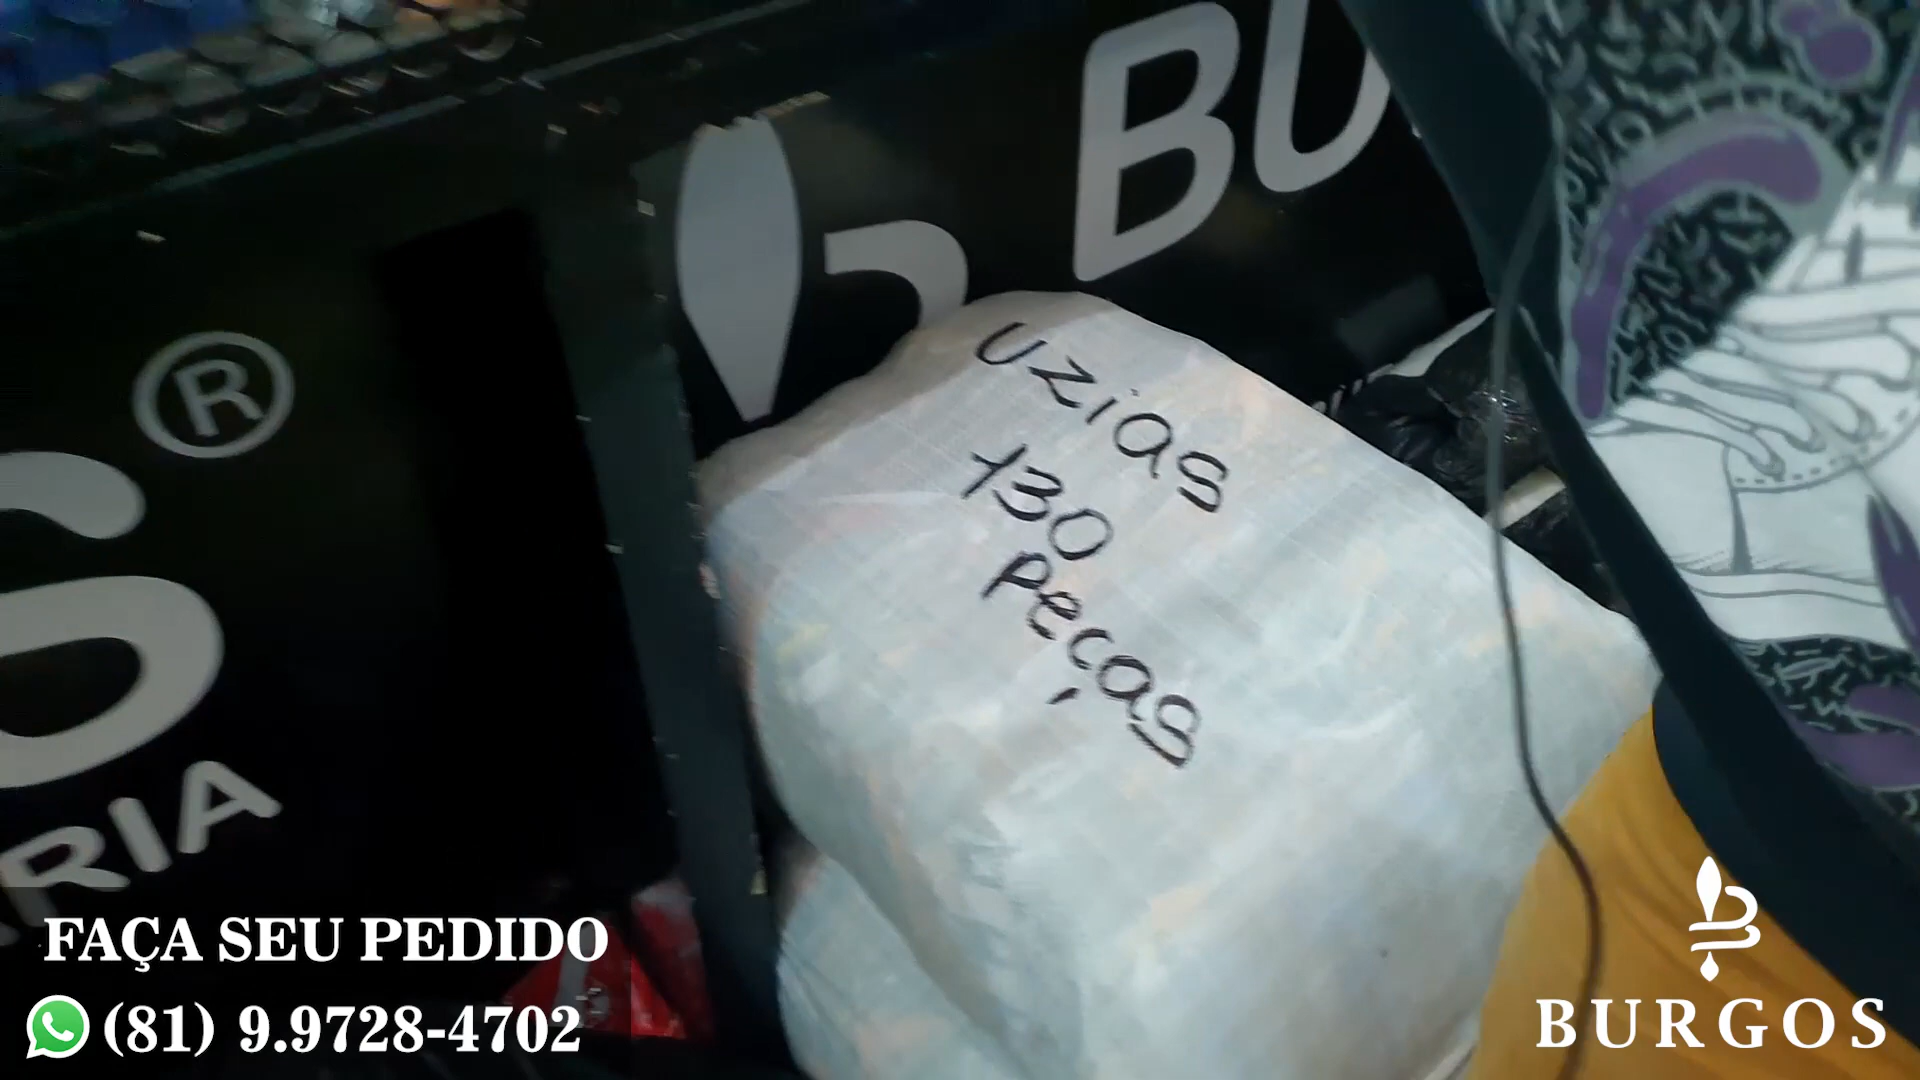 BU
®
S
RIA
Uzias
130
Peças
FAÇA SEU PEDIDO
(81) 9.9728-4702
BURGOS